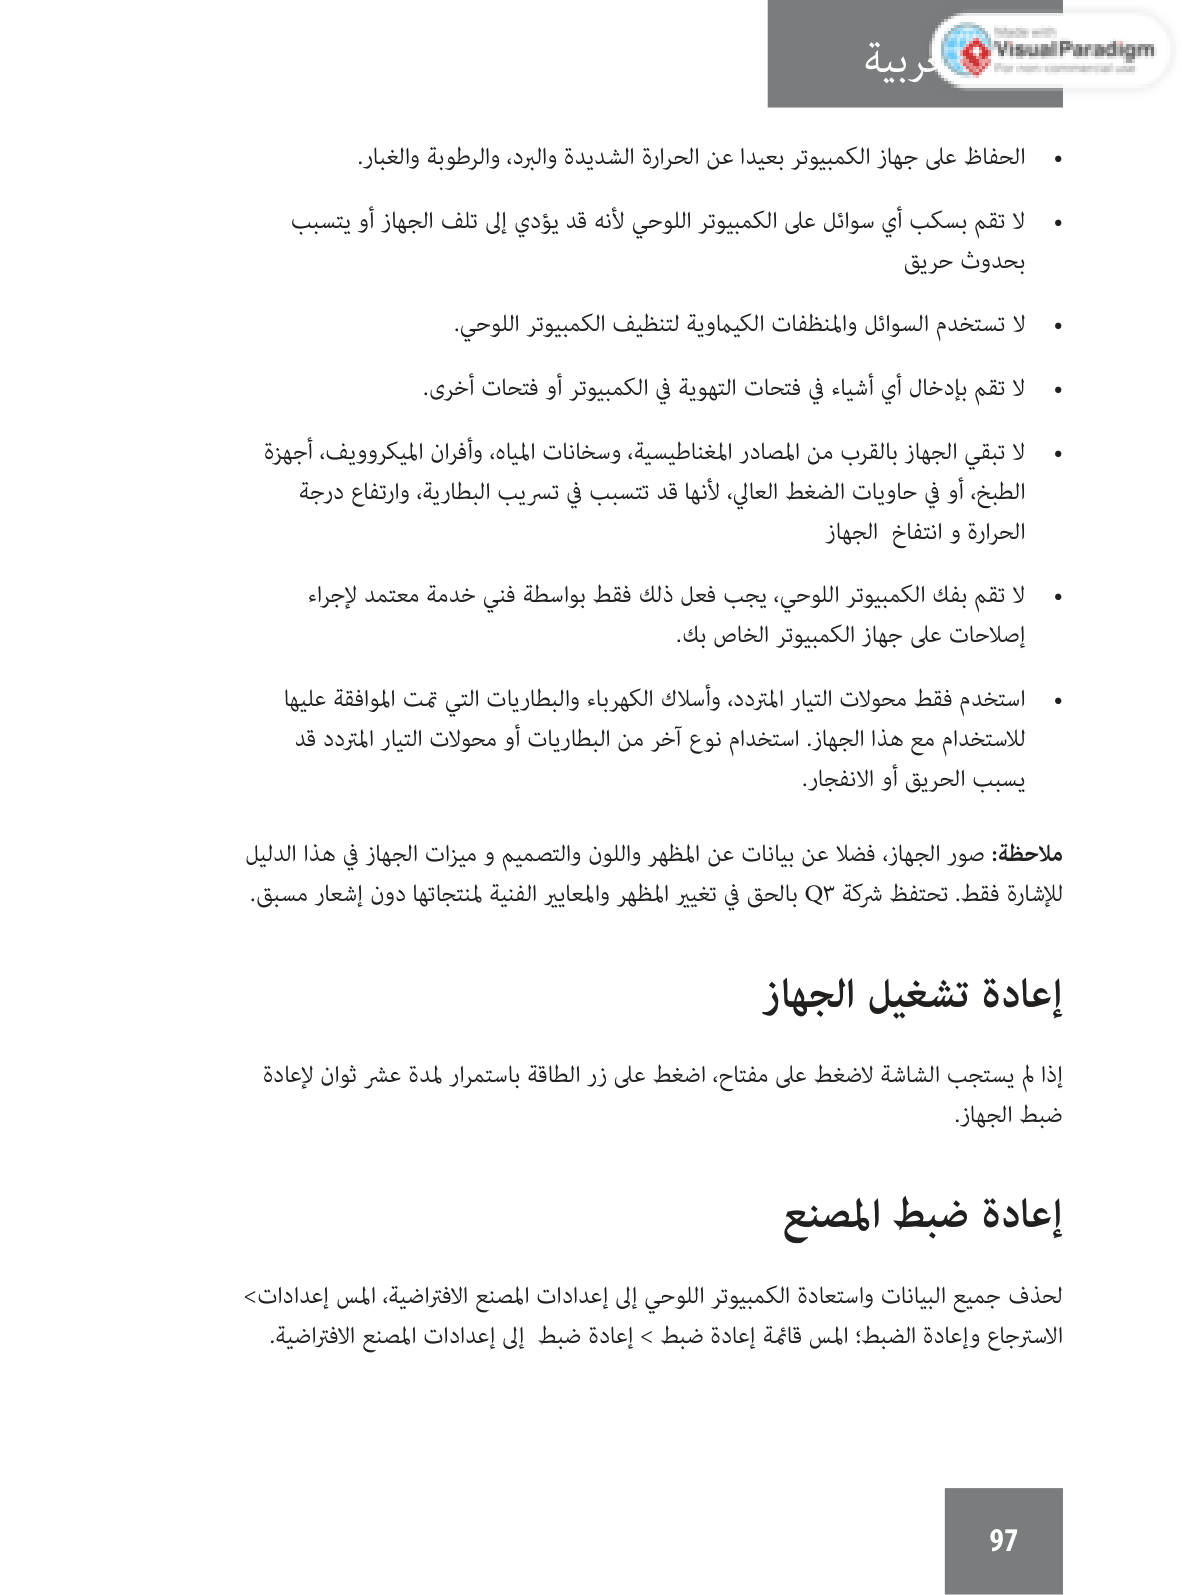 Made with
Visual Paradigm
For non-commercial use
• الحفاظ على جهاز الكمبيوتر بعيدا عن الحرارة الشديدة والبرد، والرطوبة والغبار.
• لا تقم بسكب أي سوائل على الكمبيوتر اللوحي لأنه قد يؤدي إلى تلف الجهاز أو يتسبب
بحدوث حريق
• لا تستخدم السوائل والمنظفات الكيماوية لتنظيف الكمبيوتر اللوحي.
• لا تقم بإدخال أي أشياء في فتحات التهوية في الكمبيوتر أو فتحات أخرى.
• لا تبقي الجهاز بالقرب من المصادر المغناطيسية، وسخانات المياه، وأفران الميكروويف، أجهزة
الطبخ، أو في حاويات الضغط العالي، لأنها قد تتسبب في تسريب البطارية، وارتفاع درجة
الحرارة و انتفاخ الجهاز
• لا تقم بفك الكمبيوتر اللوحي، يجب فعل ذلك فقط بواسطة فني خدمة معتمد لإجراء
إصلاحات على جهاز الكمبيوتر الخاص بك.
• استخدم فقط محولات التيار المتردد، وأسلاك الكهرباء والبطاريات التي تمت الموافقة عليها
للاستخدام مع هذا الجهاز. استخدام نوع آخر من البطاريات أو محولات التيار المتردد قد
يسبب الحريق أو الانفجار.
ملاحظة: صور الجهاز، فضلا عن بيانات عن المظهر واللون والتصميم و ميزات الجهاز في هذا الدليل
للإشارة فقط. تحتفظ شركة Q٣ بالحق في تغيير المظهر والمعايير الفنية لمنتجاتها دون إشعار مسبق.
إعادة تشغيل الجهاز
إذا لم يستجب الشاشة لاضغط على مفتاح، اضغط على زر الطاقة باستمرار لمدة عشر ثوان لإعادة
ضبط الجهاز.
إعادة ضبط المصنع
لحذف جميع البيانات واستعادة الكمبيوتر اللوحي إلى إعدادات المصنع الافتراضية، المس إعدادات>
الاسترجاع وإعادة الضبط؛ المس قائمة إعادة ضبط > إعادة ضبط إلى إعدادات المصنع الافتراضية.
97